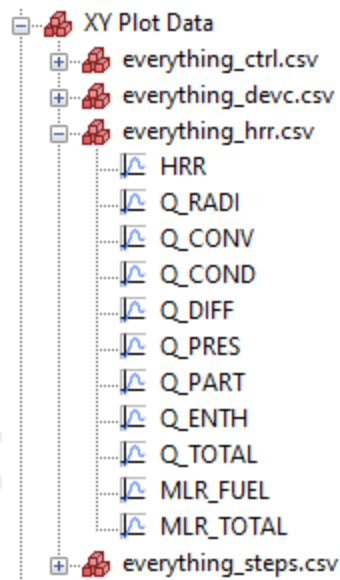 XY Plot Data
everything_ctrl.csv
everything_devc.csv
everything_hrr.csv
HRR
Q_RADI
Q_CONV
Q_COND
Q_DIFF
Q_PRES
Q_PART
Q_ENTH
Q_TOTAL
MLR_FUEL
MLR_TOTAL
everything_steps.csv